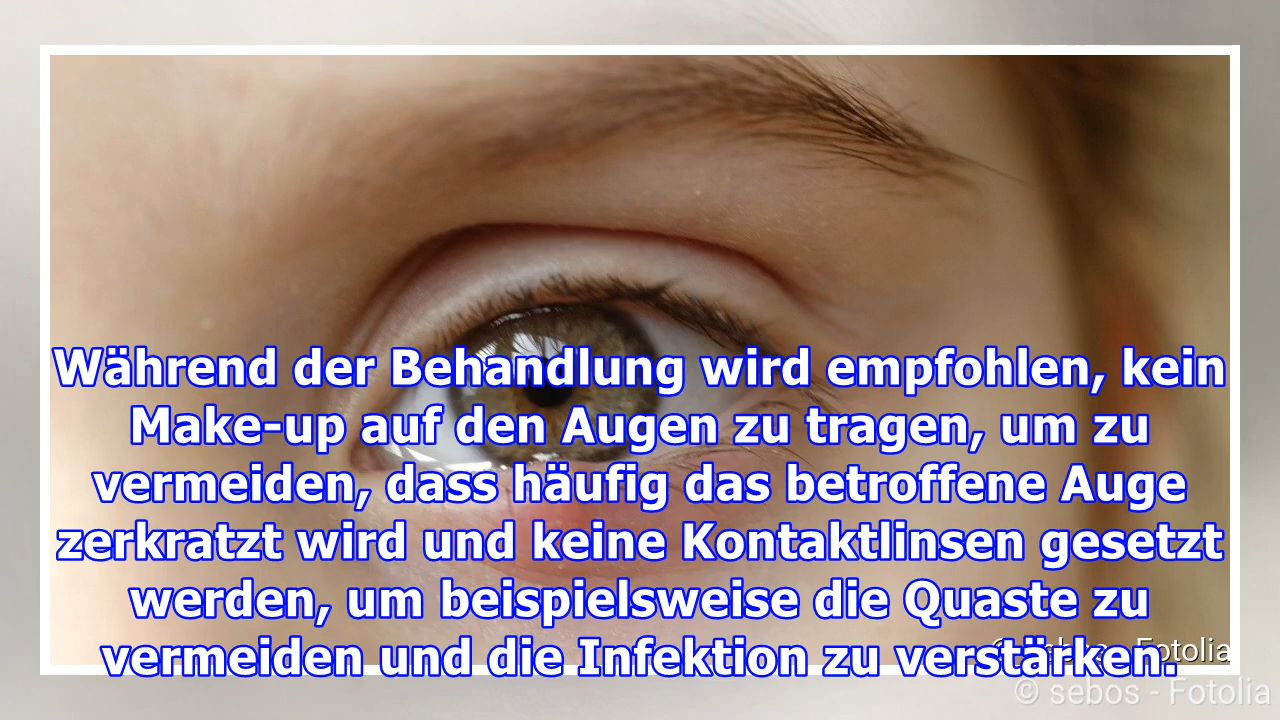 Während der Behandlung wird empfohlen, kein
Make-up auf den Augen zu tragen, um zu
vermeiden, dass häufig das betroffene Auge
zerkratzt wird und keine Kontaktlinsen gesetzt
werden, um beispielsweise die Quaste zu
vermeiden und die Infektion zu verstärken.
Fotolia
© sebos - Fotolia